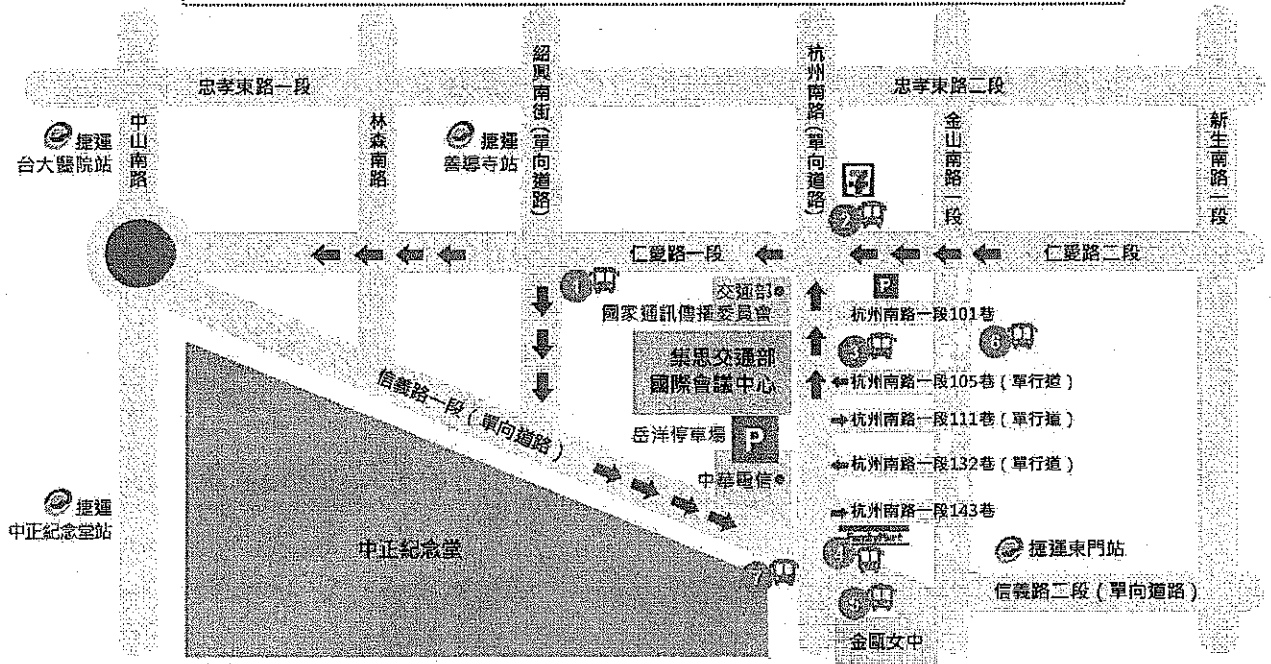 忠孝東路一段
忠孝東路二段
中山南路
林森南路
紹興南街(單向道路)
杭州南路(單向道路)
金山南路一段
新生南路一段
捷運
台大醫院站
捷運
善導寺站
2
仁愛路一段
仁愛路二段
1
交通部
國家通訊傳播委員會
P
杭州南路一段101巷
集思交通部
國際會議中心
3
6
杭州南路一段105巷(單行道)
信義路一段(單向道路)
岳洋停車場
P
杭州南路一段111巷(單行道)
中華電信
杭州南路一段132巷(單行道)
捷運
中正紀念堂站
杭州南路一段143巷
FamilyMart
中正紀念堂
4
捷運東門站
7
5
信義路二段(單向道路)
金甌女中